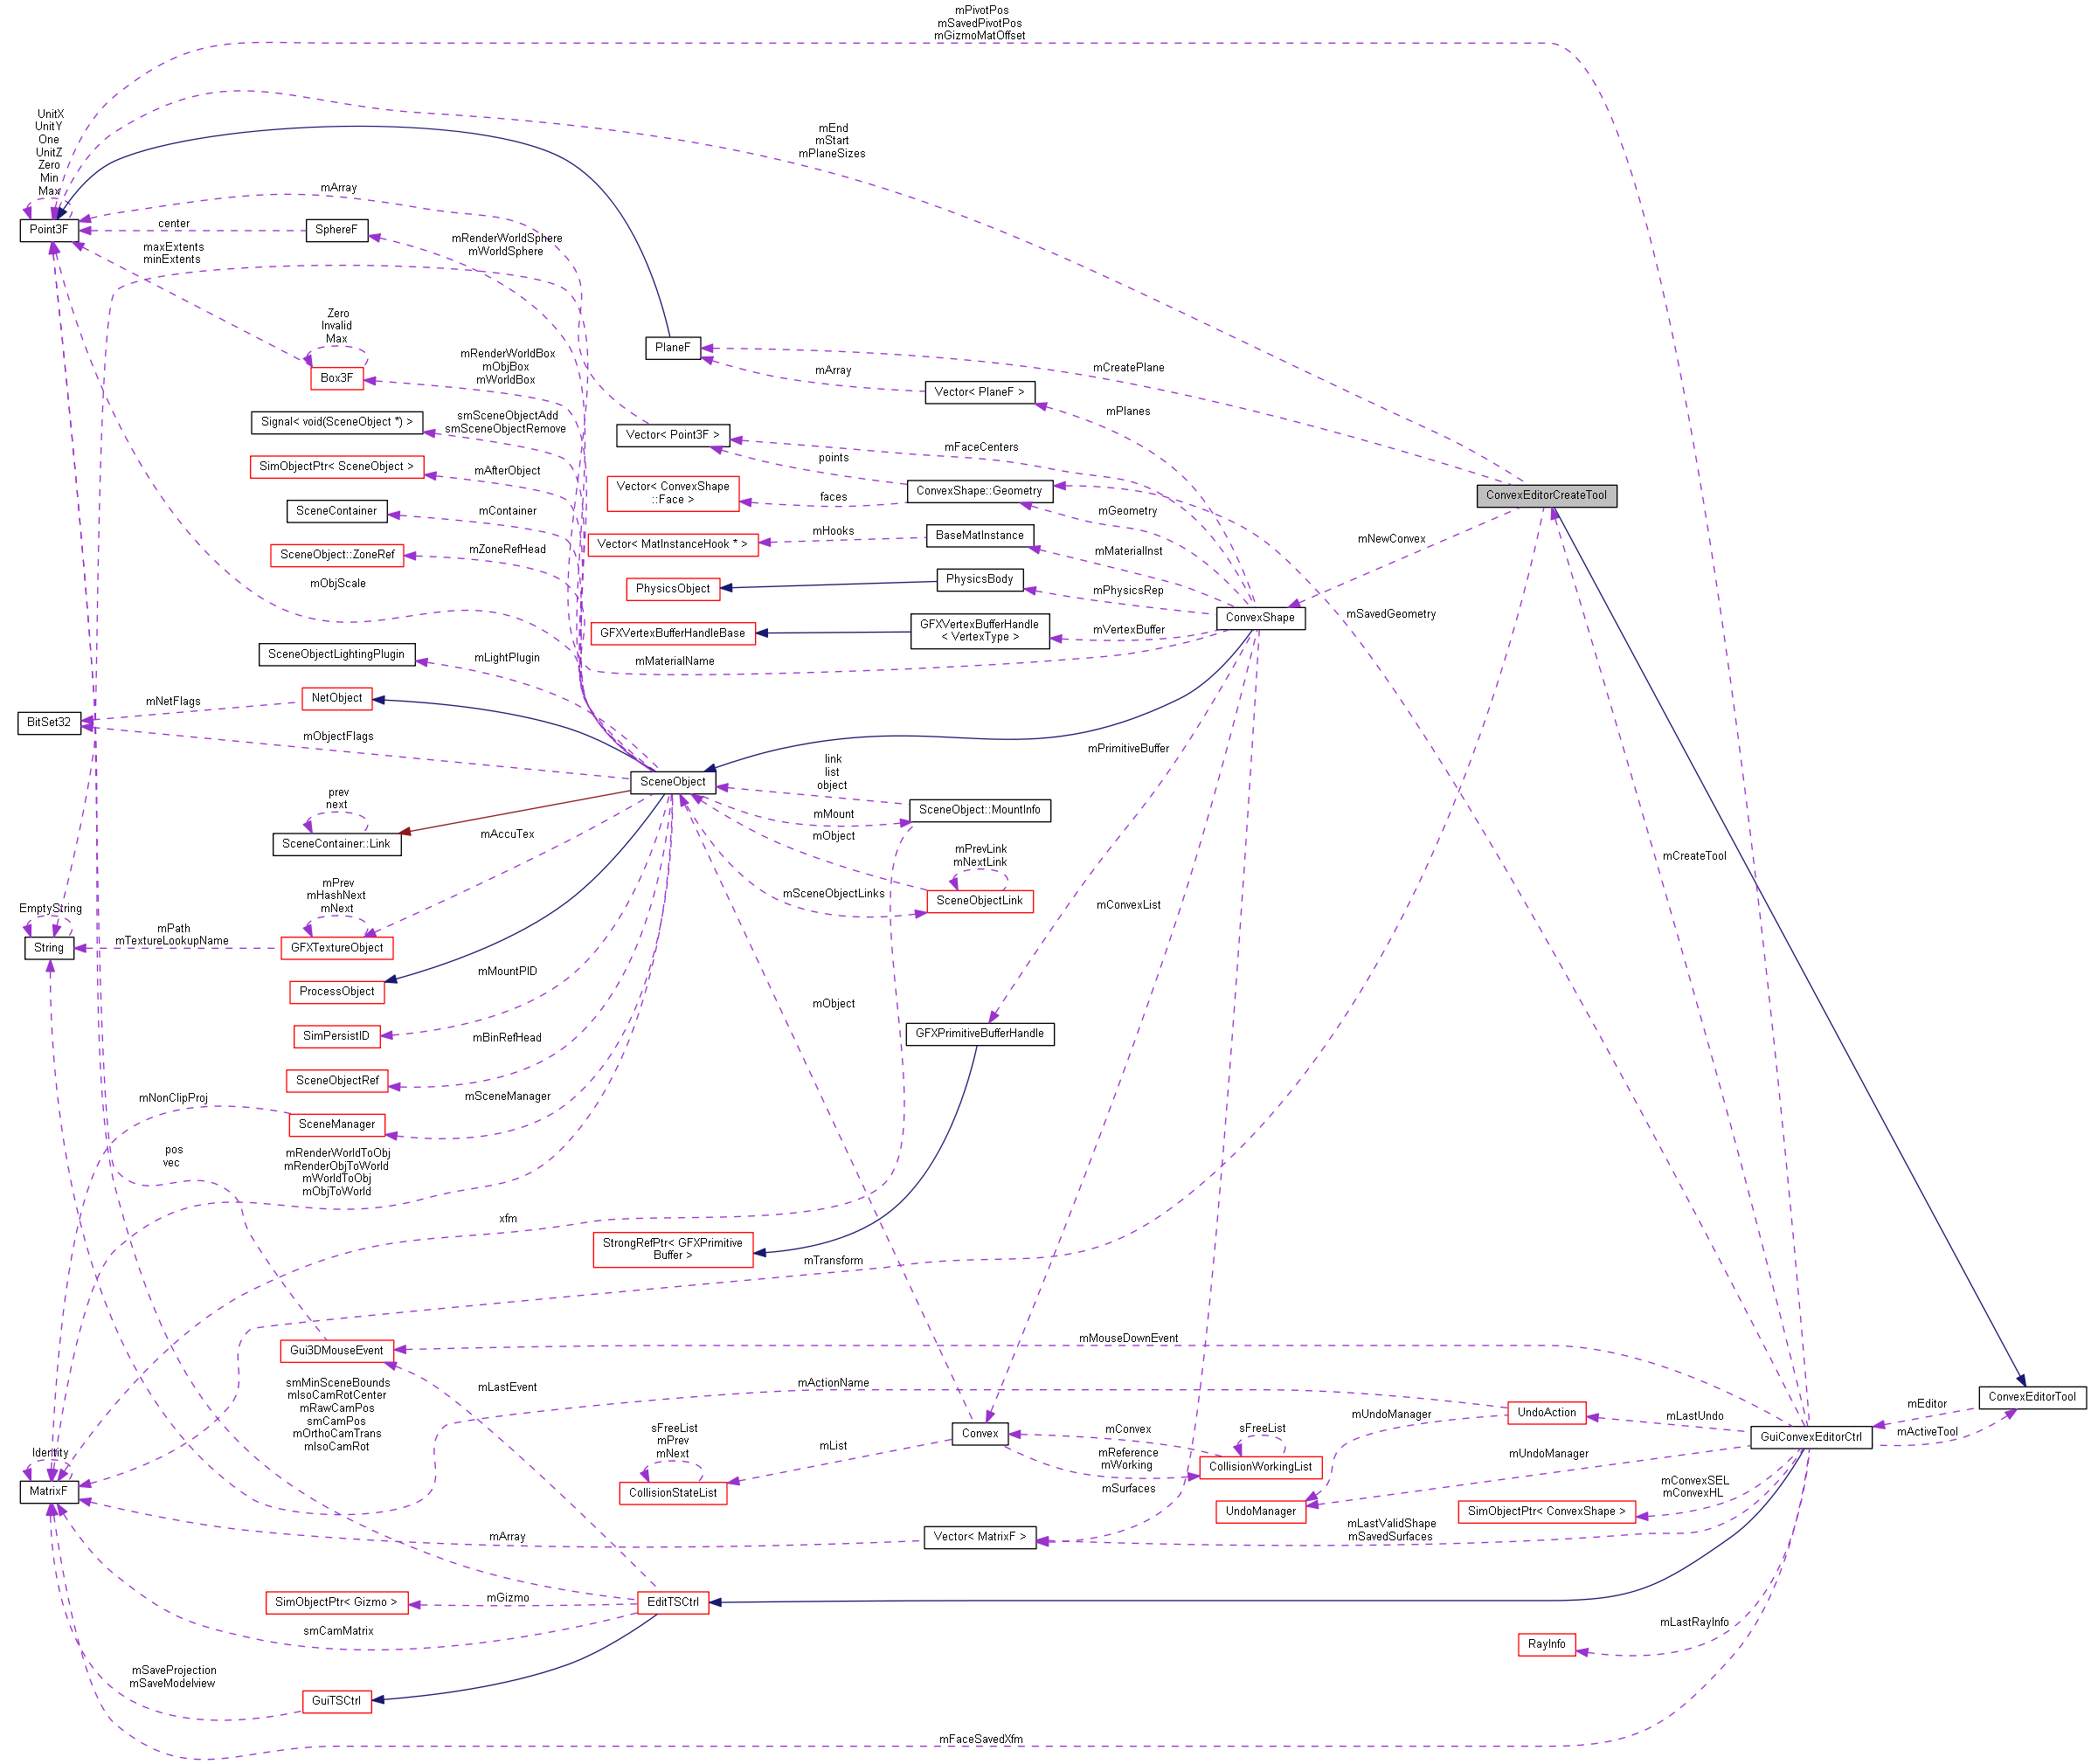 mPivotPos
mSavedPivotPos
mGizmoMatOffset
UnitX
UnitY
One
UnitZ
Zero
Min
Max
mEnd
mStart
mPlaneSizes
mArray
Point3F
center
SphereF
maxExtents
minExtents
mRenderWorldSphere
mWorldSphere
Zero
Invalid
Max
Box3F
mRenderWorldBox
mObjBox
mWorldBox
PlaneF
mCreatePlane
mArray
Vector< PlaneF >
mPlanes
Signal< void(SceneObject *) >
smSceneObjectAdd
smSceneObjectRemove
Vector< Point3F >
mFaceCenters
SimObjectPtr< SceneObject >
mAfterObject
points
Vector< ConvexShape
::Face >
faces
ConvexShape::Geometry
ConvexEditorCreateTool
SceneContainer
mContainer
mGeometry
SceneObject::ZoneRef
mZoneRefHead
Vector< MatInstanceHook * >
mHooks
BaseMatInstance
mMaterialInst
mNewConvex
mObjScale
PhysicsObject
PhysicsBody
mPhysicsRep
mSavedGeometry
ConvexShape
GFXVertexBufferHandleBase
GFXVertexBufferHandle
< VertexType >
mVertexBuffer
SceneObjectLightingPlugin
mLightPlugin
mMaterialName
BitSet32
mNetFlags
NetObject
mObjectFlags
mPrimitiveBuffer
link
list
object
SceneObject
prev
next
SceneContainer::Link
mMount
SceneObject::MountInfo
mAccuTex
mObject
mPrevLink
mNextLink
SceneObjectLink
mCreateTool
mSceneObjectLinks
mConvexList
mPrev
mHashNext
mNext
GFXTextureObject
EmptyString
String
mPath
mTextureLookupName
ProcessObject
mMountPID
mObject
SimPersistID
mBinRefHead
GFXPrimitiveBufferHandle
SceneObjectRef
mSceneManager
mNonClipProj
SceneManager
pos
vec
mRenderWorldToObj
mRenderObjToWorld
mWorldToObj
mObjToWorld
xfm
StrongRefPtr< GFXPrimitive
Buffer >
mTransform
Gui3DMouseEvent
mMouseDownEvent
smMinSceneBounds
mIsoCamRotCenter
mRawCamPos
smCamPos
mOrthoCamTrans
mIsoCamRot
mLastEvent
mActionName
ConvexEditorTool
mEditor
mActiveTool
UndoAction
mUndoManager
mLastUndo
GuiConvexEditorCtrl
Convex
mConvex
mReference
mWorking
sFreeList
CollisionWorkingList
mList
sFreeList
mPrev
mNext
CollisionStateList
mSurfaces
mUndoManager
UndoManager
mConvexSEL
mConvexHL
SimObjectPtr< ConvexShape >
Identity
MatrixF
mArray
Vector< MatrixF >
mLastValidShape
mSavedSurfaces
SimObjectPtr< Gizmo >
mGizmo
EditTSCtrl
smCamMatrix
mLastRayInfo
RayInfo
mSaveProjection
mSaveModelview
GuiTSCtrl
mFaceSavedXfm